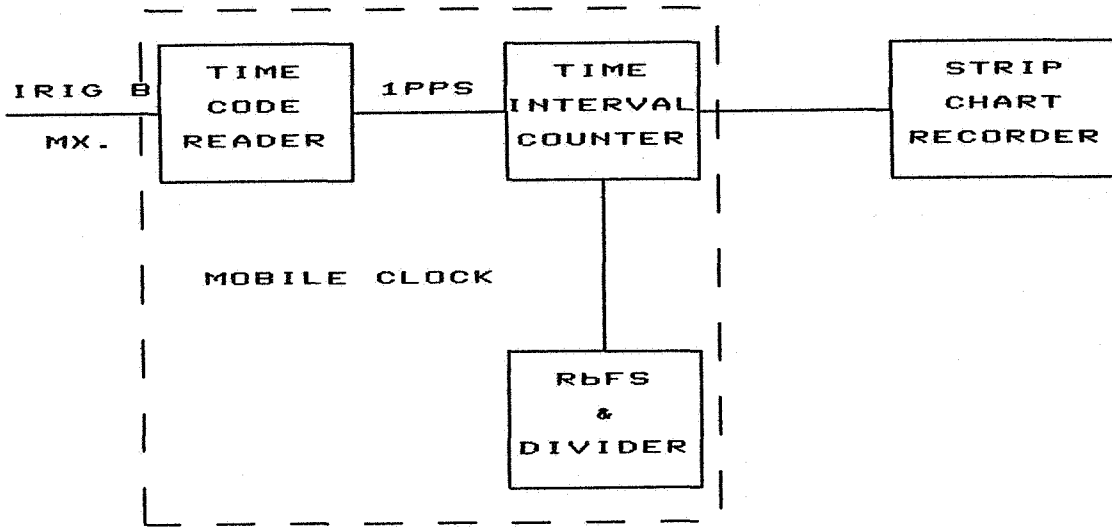 IRIG B
MX.
TIME
CODE
READER
1PPS
TIME
INTERVAL
COUNTER
STRIP
CHART
RECORDER
MOBILE CLOCK
RbFS
&
DIVIDER